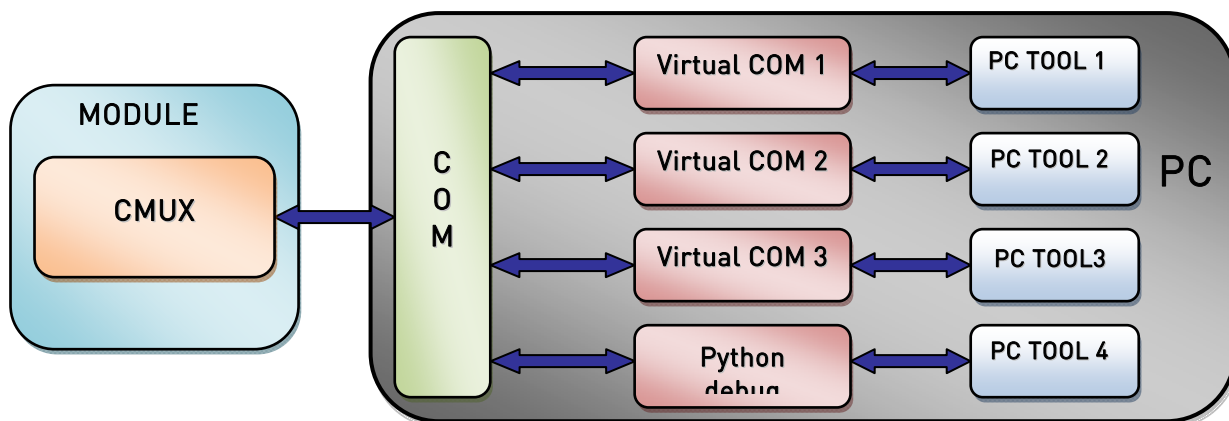 MODULE
CMUX
C
O
M
Virtual COM 1
Virtual COM 2
Virtual COM 3
Python
debug
PC TOOL 1
PC TOOL 2
PC TOOL3
PC TOOL 4
PC